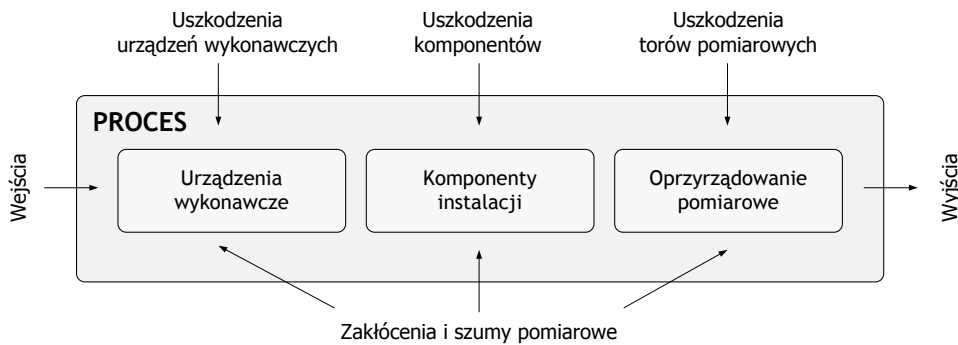 Uszkodzenia
urządzeń wykonawczych
Uszkodzenia
komponentów
Uszkodzenia
torów pomiarowych
PROCES
Wejścia
Urządzenia
wykonawcze
Komponenty
instalacji
Oprzyrządowanie
pomiarowe
Wyjścia
Zakłócenia i szumy pomiarowe